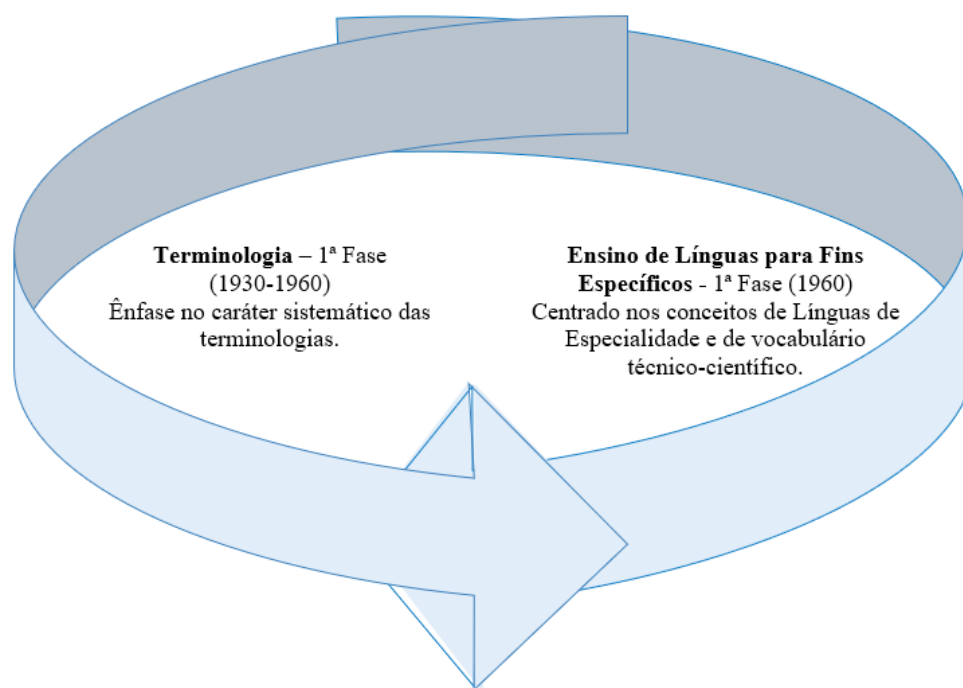 Terminologia – 1ª Fase
(1930-1960)
Ênfase no caráter sistemático das
terminologias.
Ensino de Línguas para Fins
Específicos - 1ª Fase (1960)
Centrado nos conceitos de Línguas de
Especialidade e de vocabulário
técnico-científico.